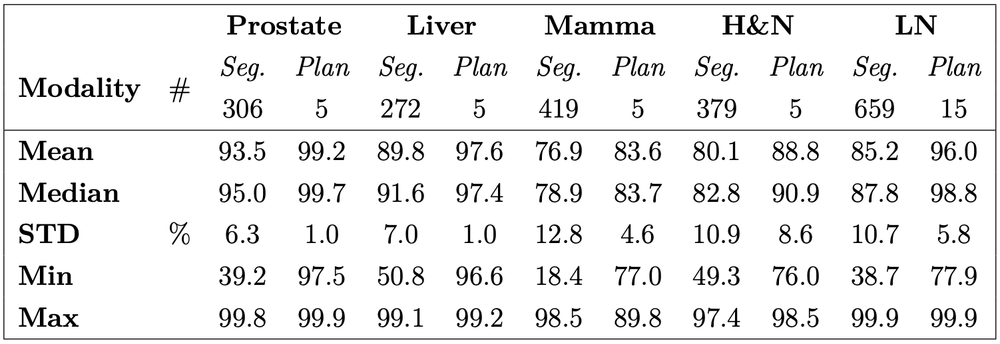 Prostate Liver Mamma H&N LN
Seg. Plan Seg. Plan Seg. Plan Seg. Plan Seg. Plan
Modality #
306 5 272 5 419 5 379 5 659 15
Mean 93.5 99.2 89.8 97.6 76.9 83.6 80.1 88.8 85.2 96.0
Median 95.0 99.7 91.6 97.4 78.9 83.7 82.8 90.9 87.8 98.8
STD % 6.3 1.0 7.0 1.0 12.8 4.6 10.9 8.6 10.7 5.8
Min 39.2 97.5 50.8 96.6 18.4 77.0 49.3 76.0 38.7 77.9
Max 99.8 99.9 99.1 99.2 98.5 89.8 97.4 98.5 99.9 99.9